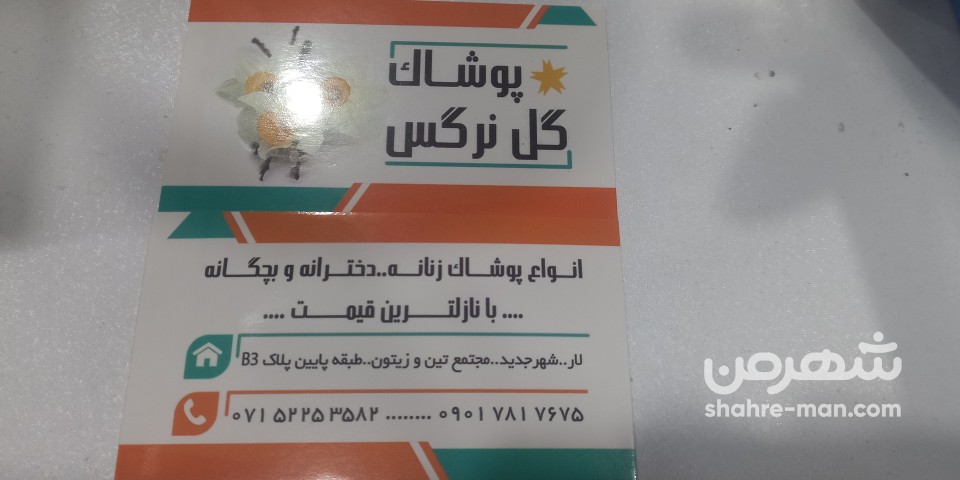 پوشاک
گل نرگس
انواع پوشاک زنانه..دخترانه و بچگانه
.... با نازلترین قیمت ....
لار..شهرجدید..مجتمع تین و زیتون..طبقه پایین پلاک B3
۰۷۱ ۵۲۲۵ ۳۵۸۲ ........ ۰۹۰۱ ۷۸۱ ۷۶۷۵
شهرمن
shahre-man.com